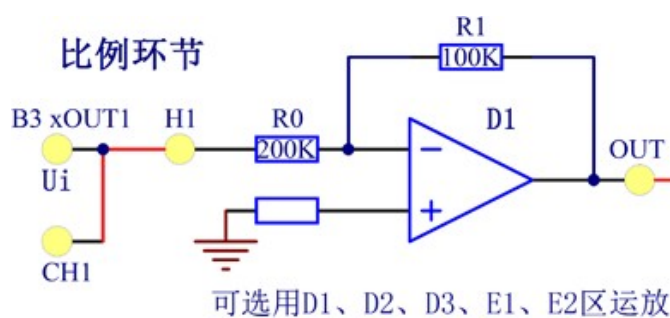 比例环节
R1
100K
B3 xOUT1
H1
R0
200K
D1
OUT
Ui
CH1
可选用D1、D2、D3、E1、E2区运放